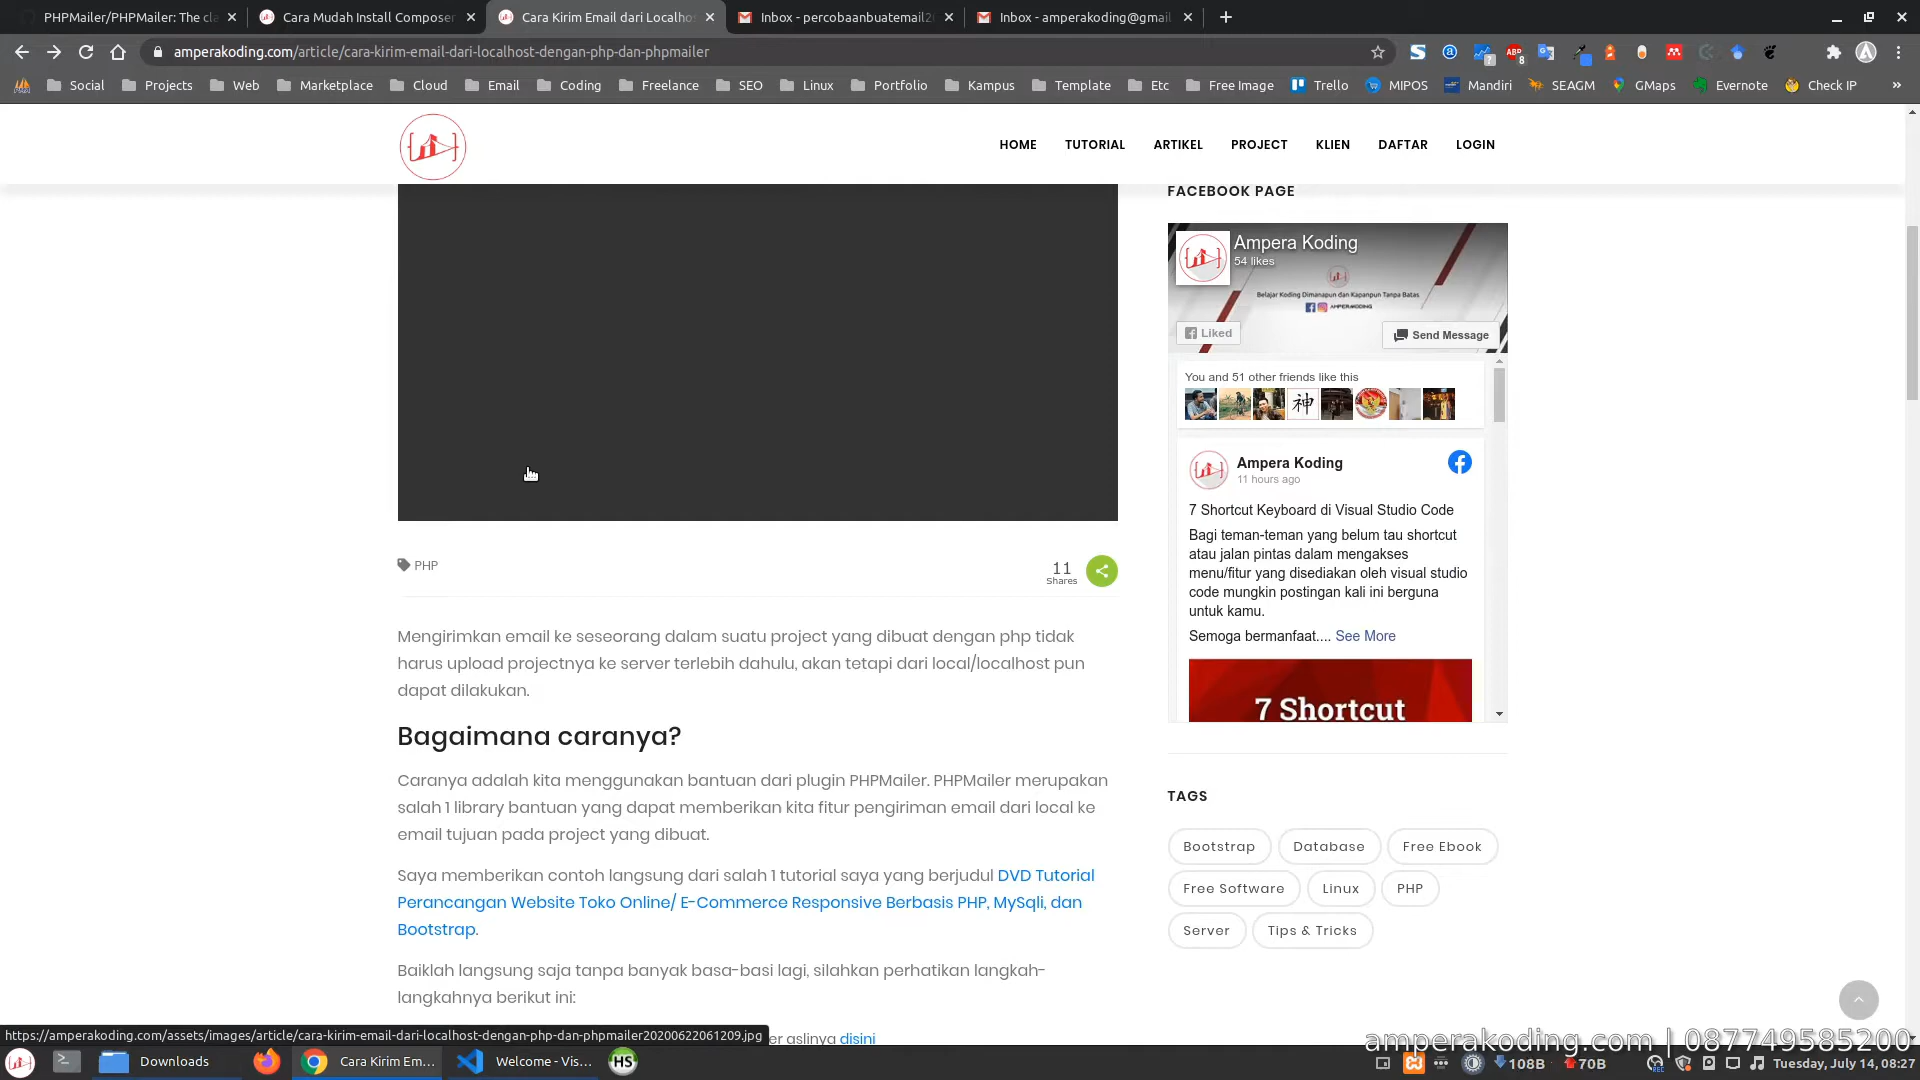 PHPMailer/PHPMailer: The cla
Cara Mudah Install Composer
Cara Kirim Email dari Localho
Inbox - percobaanbuatemail2
Inbox - amperakoding@gmail
amperakoding.com/article/cara-kirim-email-dari-localhost-dengan-php-dan-phpmailer
Social
Projects
Web
Marketplace
Cloud
Email
Coding
Freelance
SEO
Linux
Portfolio
Kampus
Template
Etc
Free Image
Trello
MIPOS
Mandiri
SEAGM
GMaps
Evernote
Check IP
HOME
TUTORIAL
ARTIKEL
PROJECT
KLIEN
DAFTAR
LOGIN
FACEBOOK PAGE
Ampera Koding
54 likes
Belajar Koding Dimanapun dan Kapanpun Tanpa Batas
AMPERAKODING
Liked
Send Message
You and 51 other friends like this
神
Ampera Koding
11 hours ago
7 Shortcut Keyboard di Visual Studio Code
Bagi teman-teman yang belum tau shortcut
atau jalan pintas dalam mengakses
menu/fitur yang disediakan oleh visual studio
code mungkin postingan kali ini berguna
untuk kamu.
Semoga bermanfaat.... See More
7 Shortcut
PHP
11
Shares
Mengirimkan email ke seseorang dalam suatu project yang dibuat dengan php tidak
harus upload projectnya ke server terlebih dahulu, akan tetapi dari local/localhost pun
dapat dilakukan.
Bagaimana caranya?
Caranya adalah kita menggunakan bantuan dari plugin PHPMailer. PHPMailer merupakan
salah 1 library bantuan yang dapat memberikan kita fitur pengiriman email dari local ke
email tujuan pada project yang dibuat.
Saya memberikan contoh langsung dari salah 1 tutorial saya yang berjudul DVD Tutorial
Perancangan Website Toko Online/ E-Commerce Responsive Berbasis PHP, MySqli, dan
Bootstrap.
Baiklah langsung saja tanpa banyak basa-basi lagi, silahkan perhatikan langkah-
langkahnya berikut ini:
TAGS
Bootstrap
Database
Free Ebook
Free Software
Linux
PHP
Server
Tips & Tricks
https://amperakoding.com/assets/images/article/cara-kirim-email-dari-localhost-dengan-php-dan-phpmailer20200622061209.jpg
er aslinya disini
amperakoding.com | 087749585200
Downloads
Cara Kirim Em...
Welcome - Vis...
HS
108B
70B
Tuesday, July 14, 08:27